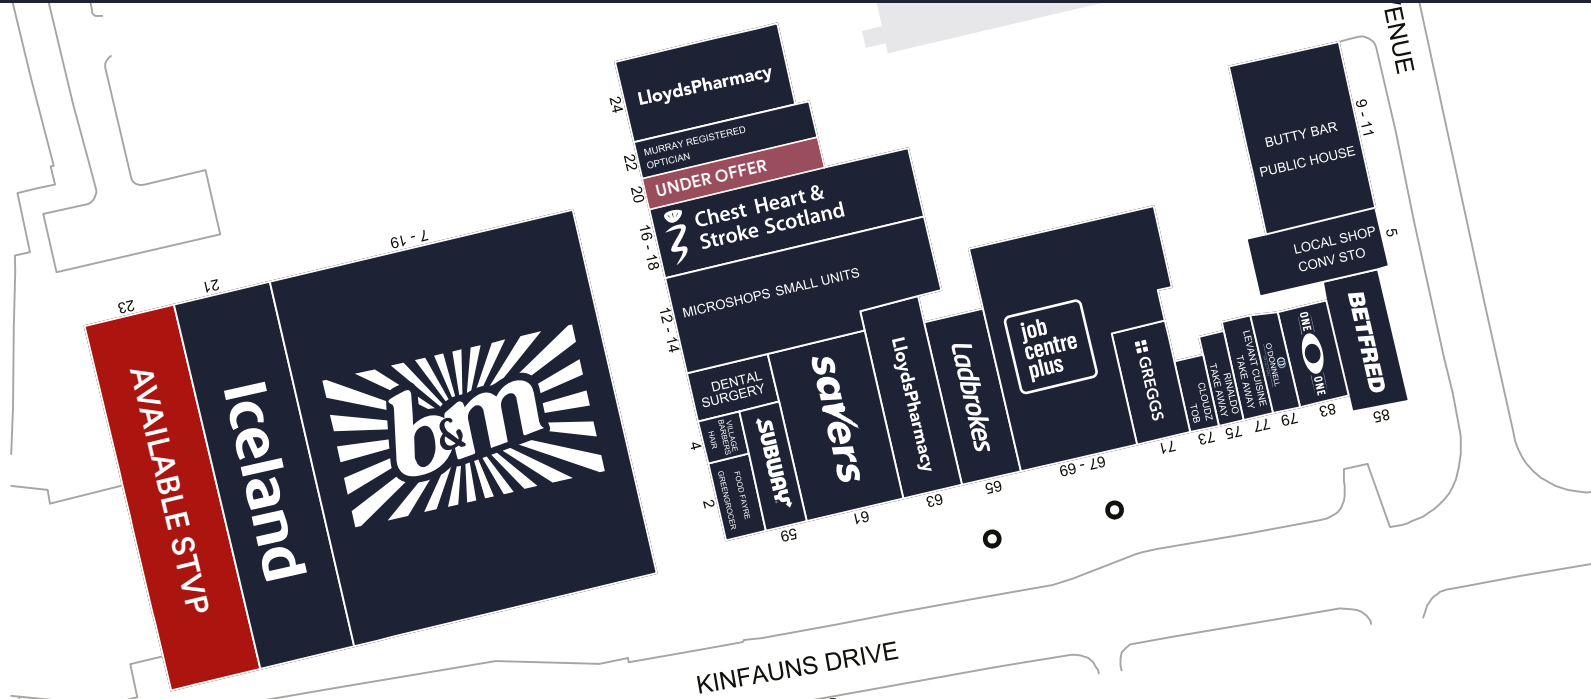 ENUE
LloydsPharmacy
24
MURRAY REGISTERED
OPTICIAN
22
UNDER OFFER
20
Chest Heart &
Stroke Scotland
16 - 18
MICROSHOPS SMALL UNITS
12 - 14
DENTAL
SURGERY
VILLAGE
BARBERS
HAIR
4
FOOD FAYRE
GREENGROCER
2
SUBWAY
59
savers
61
LloydsPharmacy
63
Ladbrokes
65
job
centre
plus
67 - 69
GREGGS
71
CLOUDZ
TOB
73
RINALDO
TAKE AWAY
75
LEVANT CUISINE
TAKE AWAY
77
O'DONNELL
79
ONE
O
ONE
83
BETFRED
85
BUTTY BAR
PUBLIC HOUSE
9 - 11
LOCAL SHOP
CONV STO
5
7 - 19
b&m
21
Iceland
23
AVAILABLE STVP
KINFAUNS DRIVE